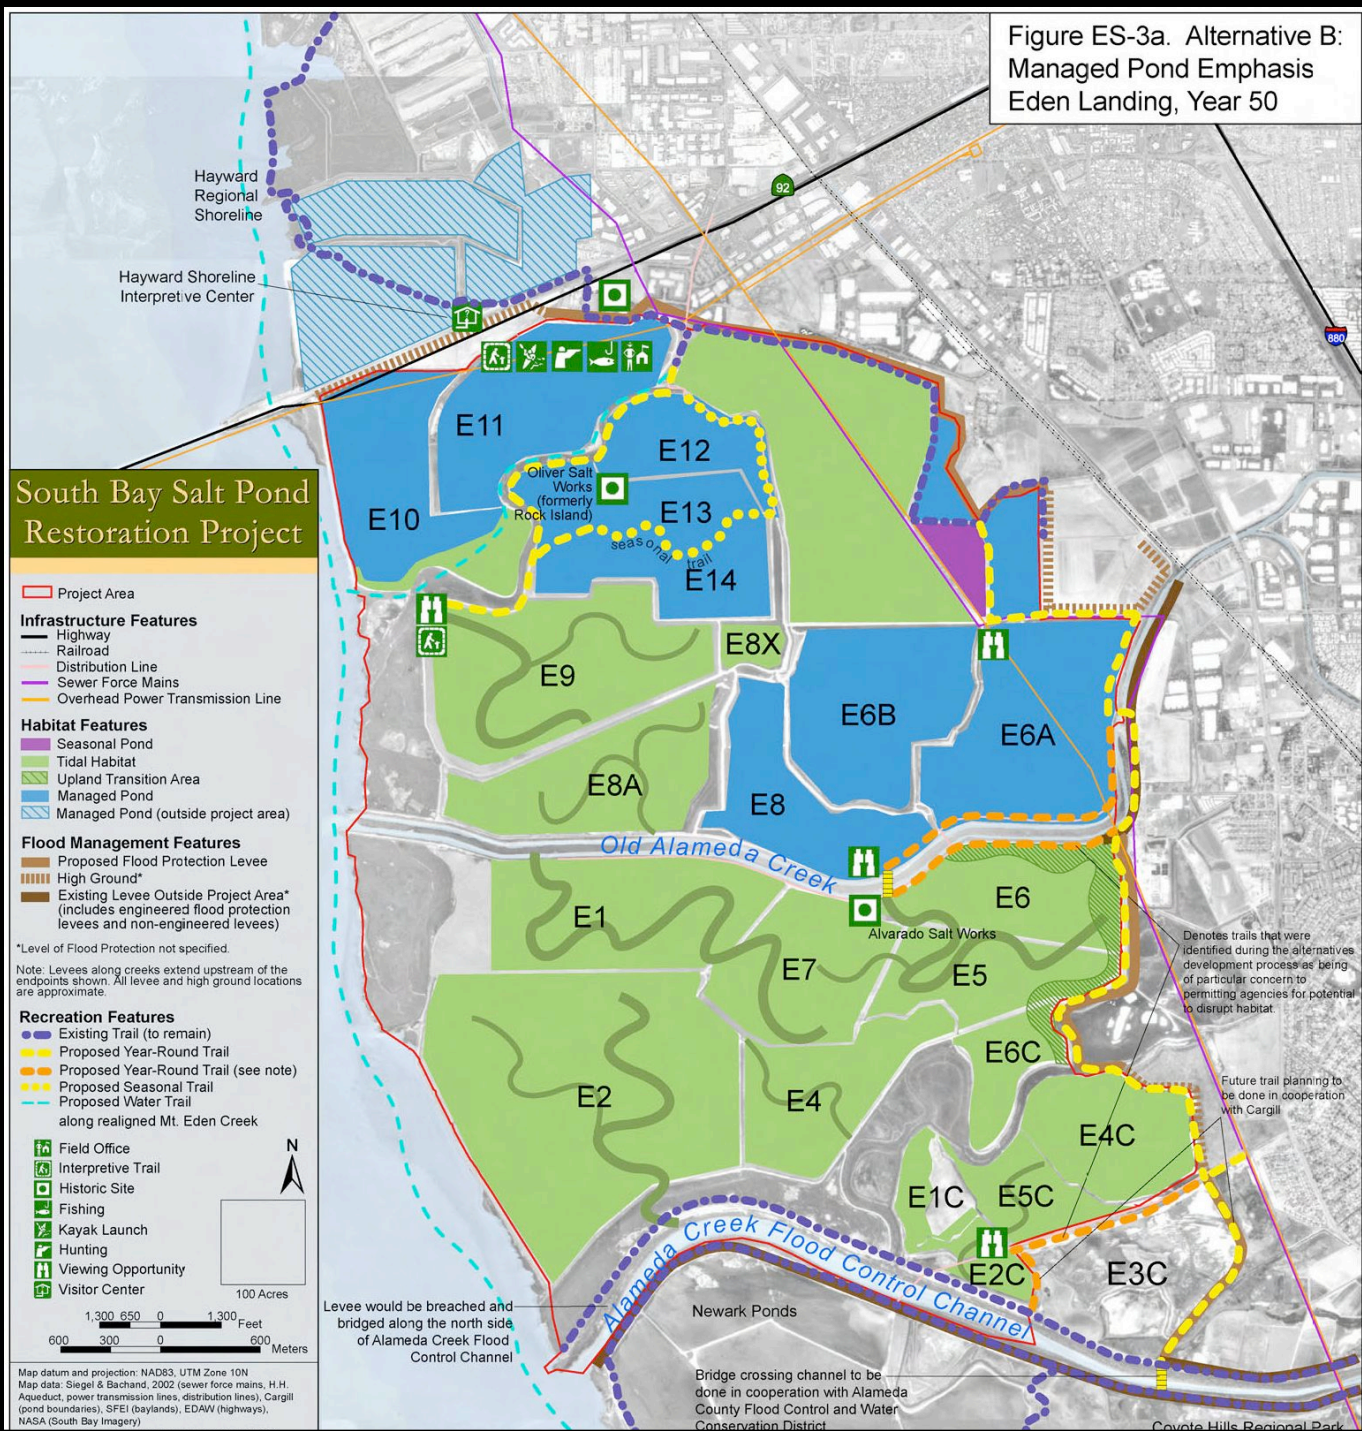 Figure ES-3a. Alternative B:
Managed Pond Emphasis
Eden Landing, Year 50
92
880
Hayward
Regional
Shoreline
Hayward Shoreline
Interpretive Center
E11
E12
Oliver Salt
Works
(formerly
Rock Island)
E10
E13
seasonal trail
E14
E8X
E9
E6B
E6A
E8A
E8
Old Alameda Creek
E1
E6
Alvarado Salt Works
E7
E5
Denotes trails that were
identified during the alternatives
development process as being
of particular concern to
permitting agencies for potential
to disrupt habitat.
E6C
E2
E4
Future trail planning to
be done in cooperation
with Cargill
E4C
E1C
E5C
E2C
E3C
Alameda Creek Flood Control Channel
Newark Ponds
Levee would be breached and
bridged along the north side
of Alameda Creek Flood
Control Channel
Bridge crossing channel to be
done in cooperation with Alameda
County Flood Control and Water
Conservation District
Coyote Hills Regional Park
South Bay Salt Pond
Restoration Project
Project Area
Infrastructure Features
Highway
Railroad
Distribution Line
Sewer Force Mains
Overhead Power Transmission Line
Habitat Features
Seasonal Pond
Tidal Habitat
Upland Transition Area
Managed Pond
Managed Pond (outside project area)
Flood Management Features
Proposed Flood Protection Levee
High Ground*
Existing Levee Outside Project Area*
(includes engineered flood protection
levees and non-engineered levees)
*Level of Flood Protection not specified.
Note: Levees along creeks extend upstream of the
endpoints shown. All levee and high ground locations
are approximate.
Recreation Features
Existing Trail (to remain)
Proposed Year-Round Trail
Proposed Year-Round Trail (see note)
Proposed Seasonal Trail
Proposed Water Trail
along realigned Mt. Eden Creek
Field Office
Interpretive Trail
Historic Site
Fishing
Kayak Launch
Hunting
Viewing Opportunity
Visitor Center
N
100 Acres
1,300 650 0 1,300 Feet
600 300 0 600 Meters
Map datum and projection: NAD83, UTM Zone 10N
Map data: Siegel & Bachand, 2002 (sewer force mains, H.H.
Aqueduct, power transmission lines, distribution lines), Cargill
(pond boundaries), SFEI (baylands), EDAW (highways),
NASA (South Bay Imagery)